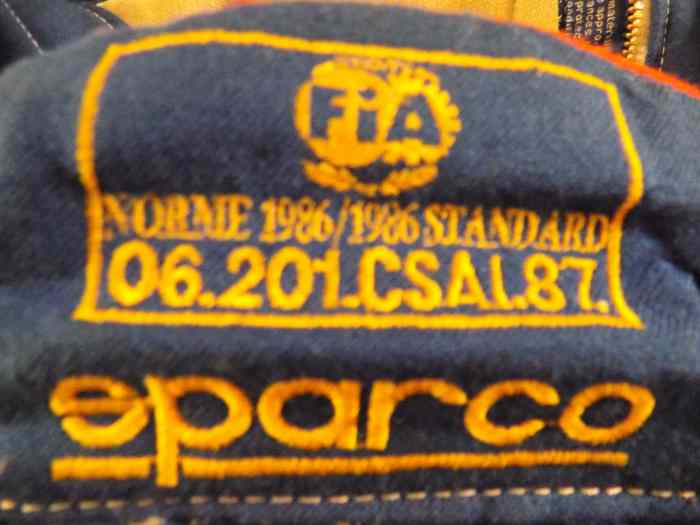 FiA
NORME 1986/1986 STANDARD
06.201.CSAI.87.
sparco